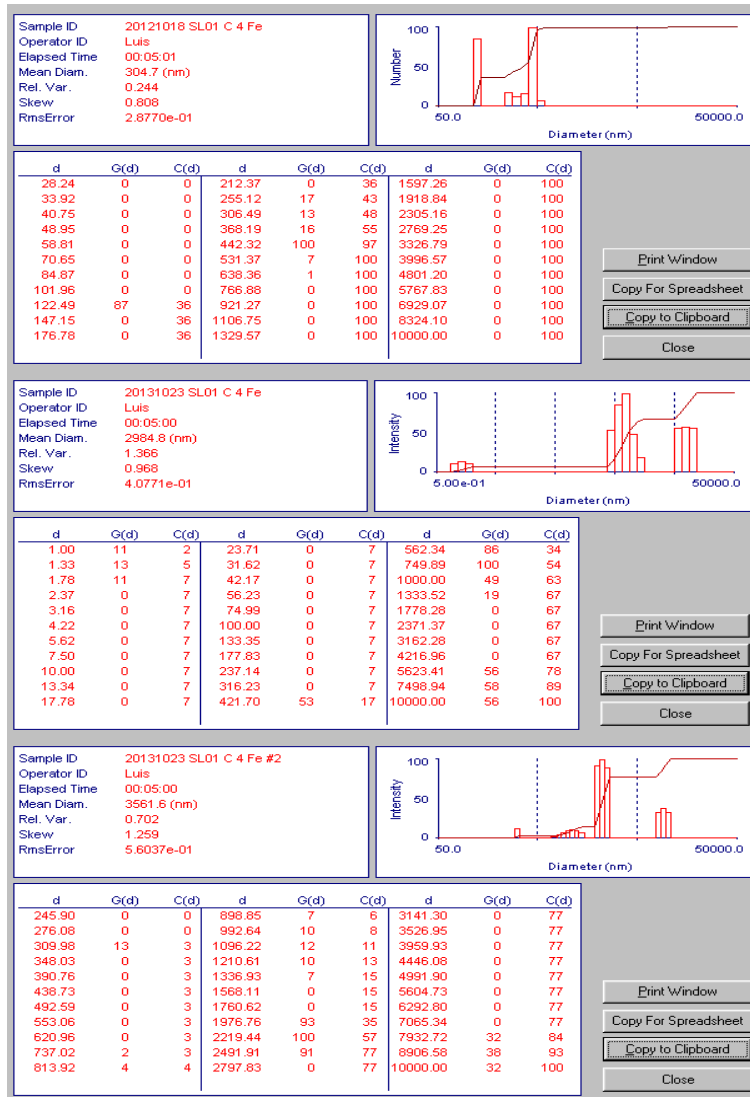 Sample ID 20121018 SL01 C 4 Fe
Operator ID Luis
Elapsed Time 00:05:01
Mean Diam. 304.7 (nm)
Rel. Var. 0.244
Skew 0.808
RmsError 2.8770e-01
Number
100
50
0
50.0 50000.0
Diameter (nm)
d G(d) C(d) d G(d) C(d) d G(d) C(d)
28.24 0 0 212.37 0 36 1597.26 0 100
33.92 0 0 255.12 17 43 1918.84 0 100
40.75 0 0 306.49 13 48 2305.16 0 100
48.95 0 0 368.19 16 55 2769.25 0 100
58.81 0 0 442.32 100 97 3326.79 0 100
70.65 0 0 531.37 7 100 3996.57 0 100
84.87 0 0 638.36 1 100 4801.20 0 100
101.96 0 0 766.88 0 100 5767.83 0 100
122.49 87 36 921.27 0 100 6929.07 0 100
147.15 0 36 1106.75 0 100 8324.10 0 100
176.78 0 36 1329.57 0 100 10000.00 0 100
Print Window
Copy For Spreadsheet
Copy to Clipboard
Close
Sample ID 20131023 SL01 C 4 Fe
Operator ID Luis
Elapsed Time 00:05:00
Mean Diam. 2984.8 (nm)
Rel. Var. 1.366
Skew 0.968
RmsError 4.0771e-01
Intensity
100
50
0
5.00e-01 50000.0
Diameter (nm)
d G(d) C(d) d G(d) C(d) d G(d) C(d)
1.00 11 2 23.71 0 7 562.34 86 34
1.33 13 5 31.62 0 7 749.89 100 54
1.78 11 7 42.17 0 7 1000.00 49 63
2.37 0 7 56.23 0 7 1333.52 19 67
3.16 0 7 74.99 0 7 1778.28 0 67
4.22 0 7 100.00 0 7 2371.37 0 67
5.62 0 7 133.35 0 7 3162.28 0 67
7.50 0 7 177.83 0 7 4216.96 0 67
10.00 0 7 237.14 0 7 5623.41 56 78
13.34 0 7 316.23 0 7 7498.94 58 89
17.78 0 7 421.70 53 17 10000.00 56 100
Print Window
Copy For Spreadsheet
Copy to Clipboard
Close
Sample ID 20131023 SL01 C 4 Fe #2
Operator ID Luis
Elapsed Time 00:05:00
Mean Diam. 3561.6 (nm)
Rel. Var. 0.702
Skew 1.259
RmsError 5.6037e-01
Intensity
100
50
0
50.0 50000.0
Diameter (nm)
d G(d) C(d) d G(d) C(d) d G(d) C(d)
245.90 0 0 898.85 7 6 3141.30 0 77
276.08 0 0 992.64 10 8 3526.95 0 77
309.98 13 3 1096.22 12 11 3959.93 0 77
348.03 0 3 1210.61 10 13 4446.08 0 77
390.76 0 3 1336.93 7 15 4991.90 0 77
438.73 0 3 1568.11 0 15 5604.73 0 77
492.59 0 3 1760.62 0 15 6292.80 0 77
553.06 0 3 1976.76 93 35 7065.34 0 77
620.96 0 3 2219.44 100 57 7932.72 32 84
737.02 2 3 2491.91 91 77 8906.58 38 93
813.92 4 4 2797.83 0 77 10000.00 32 100
Print Window
Copy For Spreadsheet
Copy to Clipboard
Close